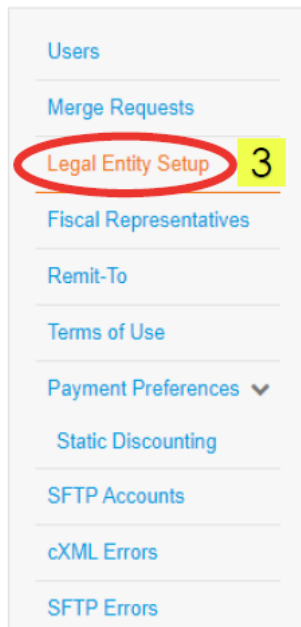 Users
Merge Requests
Legal Entity Setup 3
Fiscal Representatives
Remit-To
Terms of Use
Payment Preferences
Static Discounting
SFTP Accounts
cXML Errors
SFTP Errors